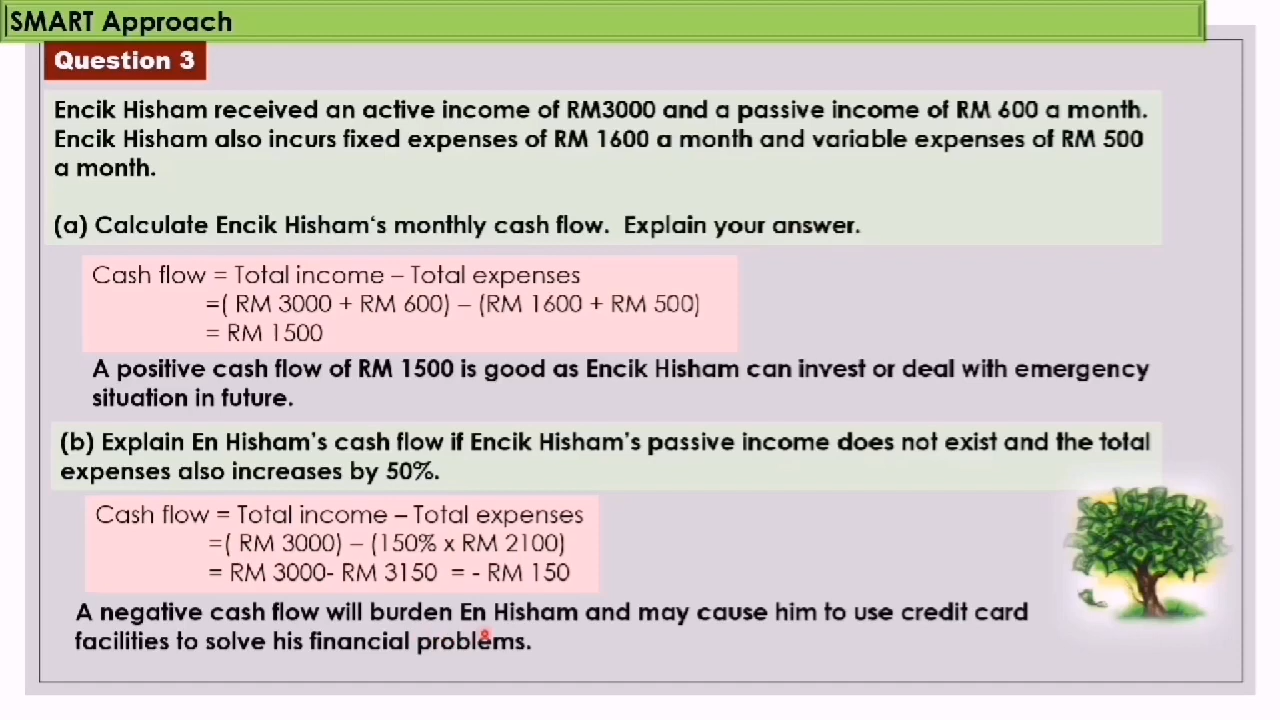 SMART Approach
Question 3
Encik Hisham received an active income of RM3000 and a passive income of RM 600 a month.
Encik Hisham also incurs fixed expenses of RM 1600 a month and variable expenses of RM 500
a month.
(a) Calculate Encik Hisham‘s monthly cash flow.  Explain your answer.
Cash flow = Total income – Total expenses
=( RM 3000 + RM 600) – (RM 1600 + RM 500)
= RM 1500
A positive cash flow of RM 1500 is good as Encik Hisham can invest or deal with emergency
situation in future.
(b) Explain En Hisham’s cash flow if Encik Hisham’s passive income does not exist and the total
expenses also increases by 50%.
Cash flow = Total income – Total expenses
=( RM 3000) – (150% x RM 2100)
= RM 3000- RM 3150  = - RM 150
A negative cash flow will burden En Hisham and may cause him to use credit card
facilities to solve his financial problems.